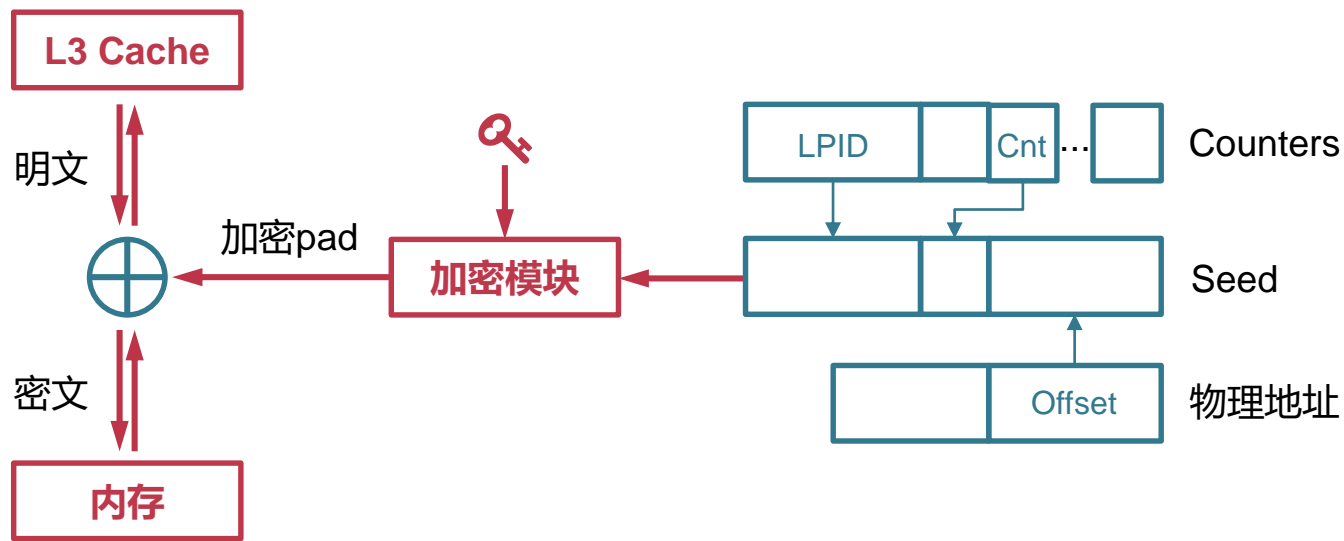 L3 Cache
明文
加密pad
加密模块
密文
内存
LPID
Cnt
...
Counters
Seed
Offset
物理地址